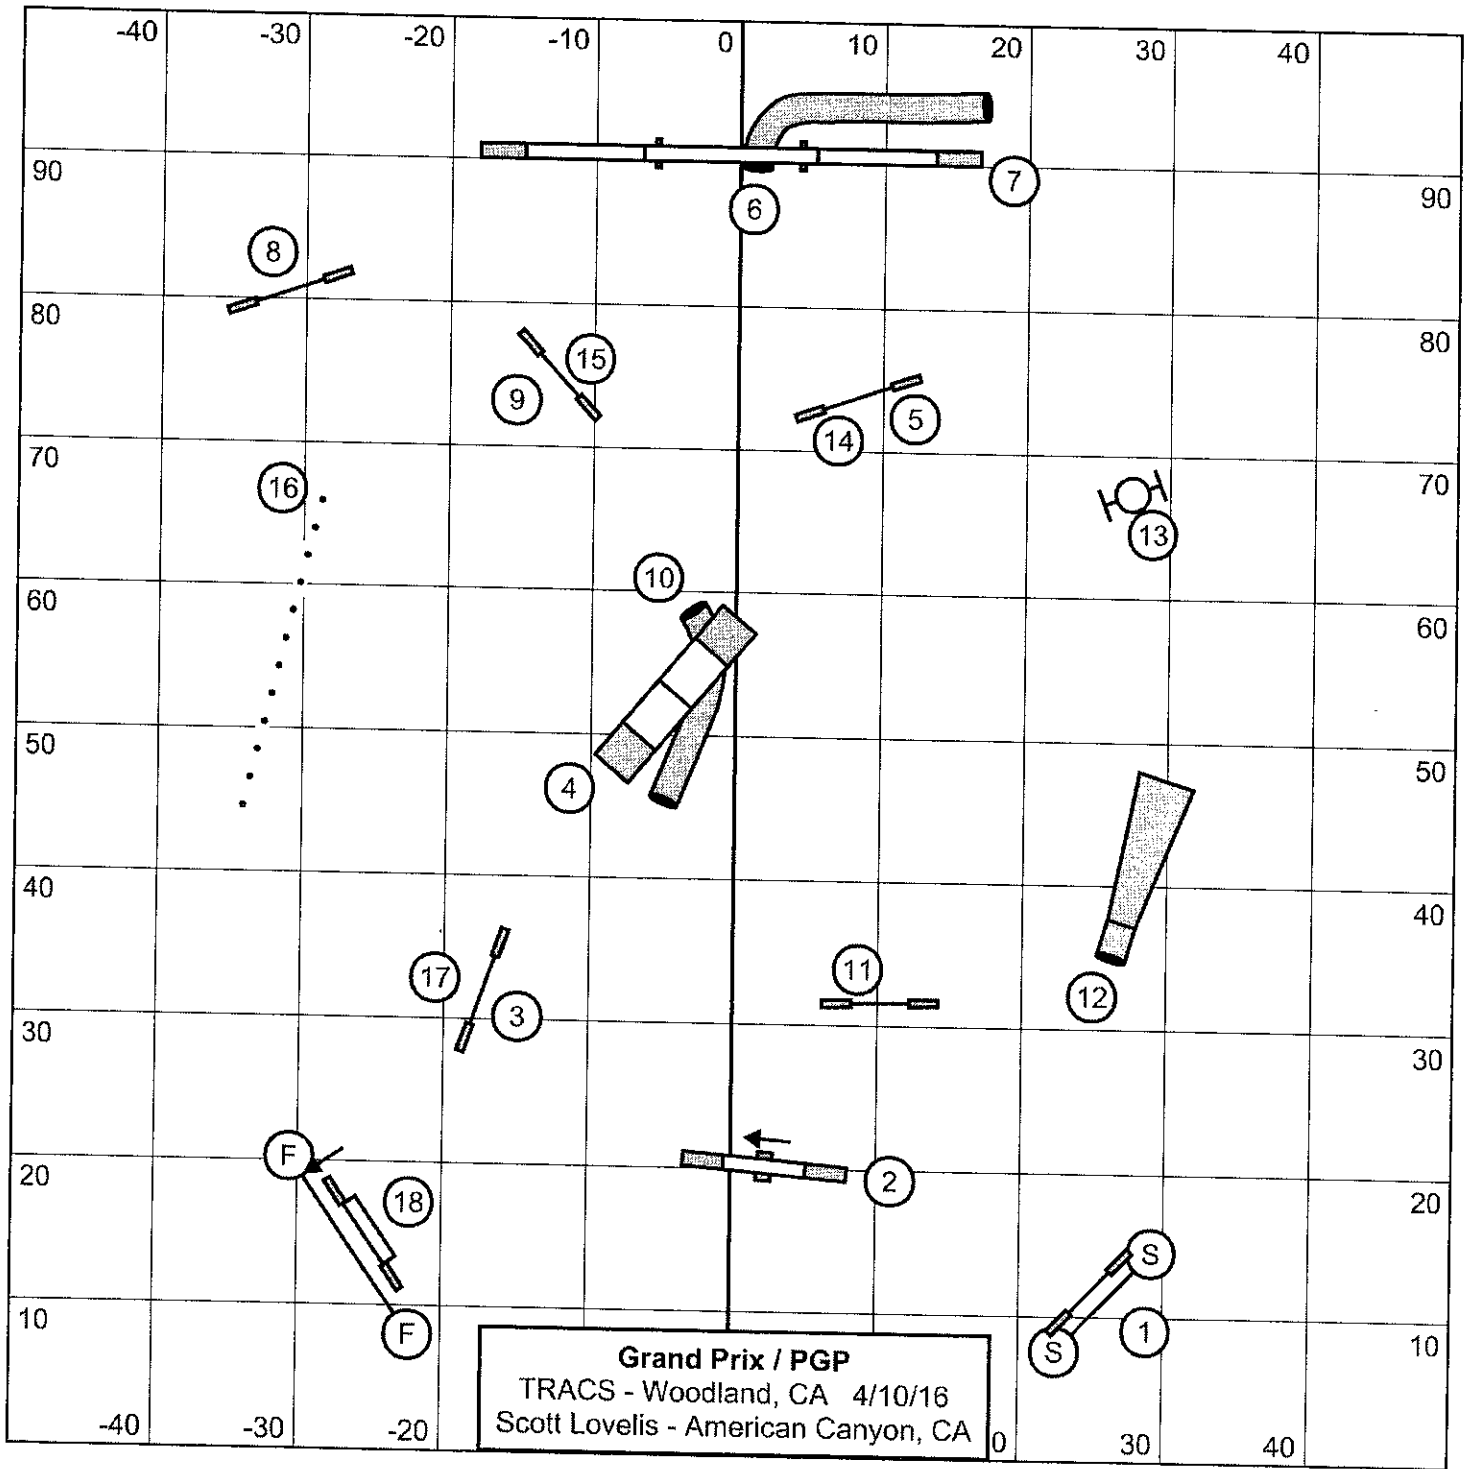 -40 -30 -20 -10 0 10 20 30 40
90 6 7 90
8
80 15 80
9 14 5
70 16 70
13
10
60 60
50 50
4
40 40
17 11 12
3
30 30
F 2
20 18 20
S
10 F 1 10
S
Grand Prix / PGP
TRACS - Woodland, CA 4/10/16
Scott Lovelis - American Canyon, CA
-40 -30 -20 0 30 40